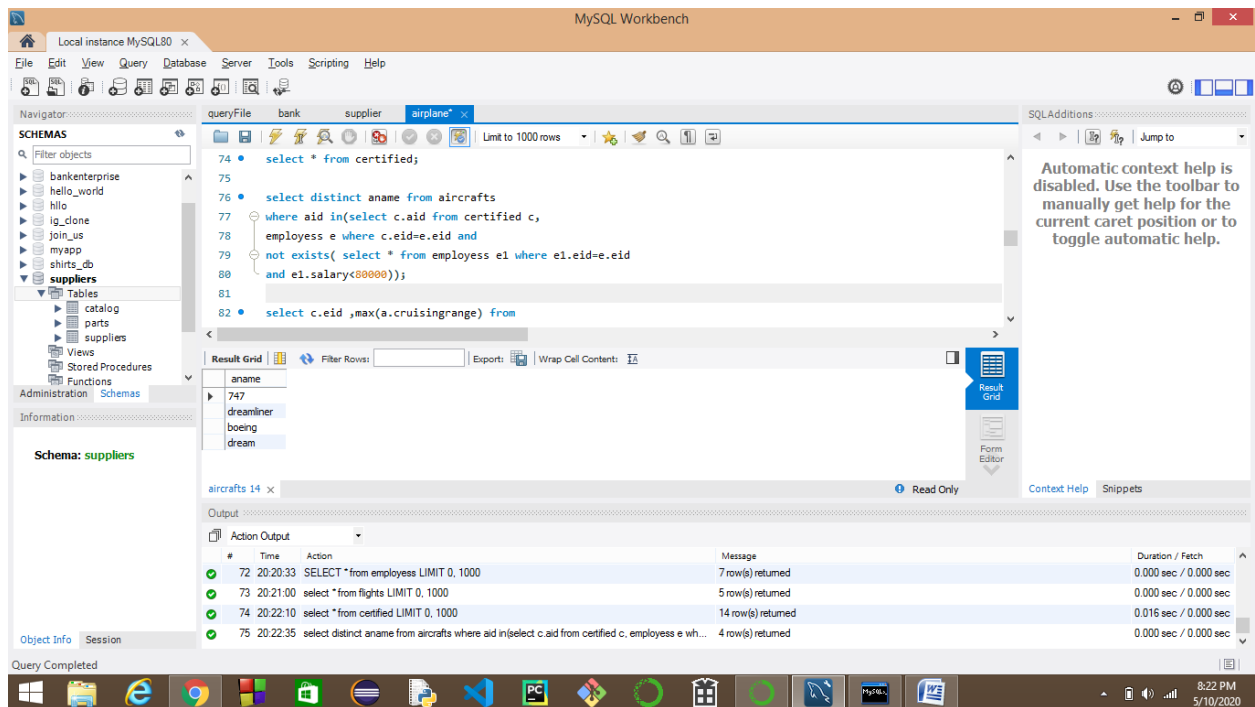 MySQL Workbench
Local instance MySQL80 ×
File Edit View Query Database Server Tools Scripting Help
Navigator
SCHEMAS
Filter objects
bankenterprise
hello_world
hllo
ig_clone
join_us
myapp
shirts_db
suppliers
Tables
catalog
parts
suppliers
Views
Stored Procedures
Functions
Administration Schemas
Information
Schema: suppliers
Object Info Session
queryFile bank supplier airplane* ×
Limit to 1000 rows
74 select * from certified;
75
76 select distinct aname from aircrafts
77 where aid in(select c.aid from certified c,
78 employess e where c.eid=e.eid and
79 not exists( select * from employess e1 where e1.eid=e.eid
80 and e1.salary<80000));
81
82 select c.eid ,max(a.cruisingrange) from
Result Grid Filter Rows: Export: Wrap Cell Content: IA
aname
747
dreamliner
boeing
dream
Result
Grid
Form
Editor
aircrafts 14 × Read Only
SQLAdditions
Jump to
Automatic context help is
disabled. Use the toolbar to
manually get help for the
current caret position or to
toggle automatic help.
Context Help Snippets
Output
Action Output
# Time Action Message Duration / Fetch
72 20:20:33 SELECT * from employess LIMIT 0, 1000 7 row(s) returned 0.000 sec / 0.000 sec
73 20:21:00 select * from flights LIMIT 0, 1000 5 row(s) returned 0.000 sec / 0.000 sec
74 20:22:10 select * from certified LIMIT 0, 1000 14 row(s) returned 0.016 sec / 0.000 sec
75 20:22:35 select distinct aname from aircrafts where aid in(select c.aid from certified c, employess e wh... 4 row(s) returned 0.000 sec / 0.000 sec
Query Completed
PC
8:22 PM
5/10/2020